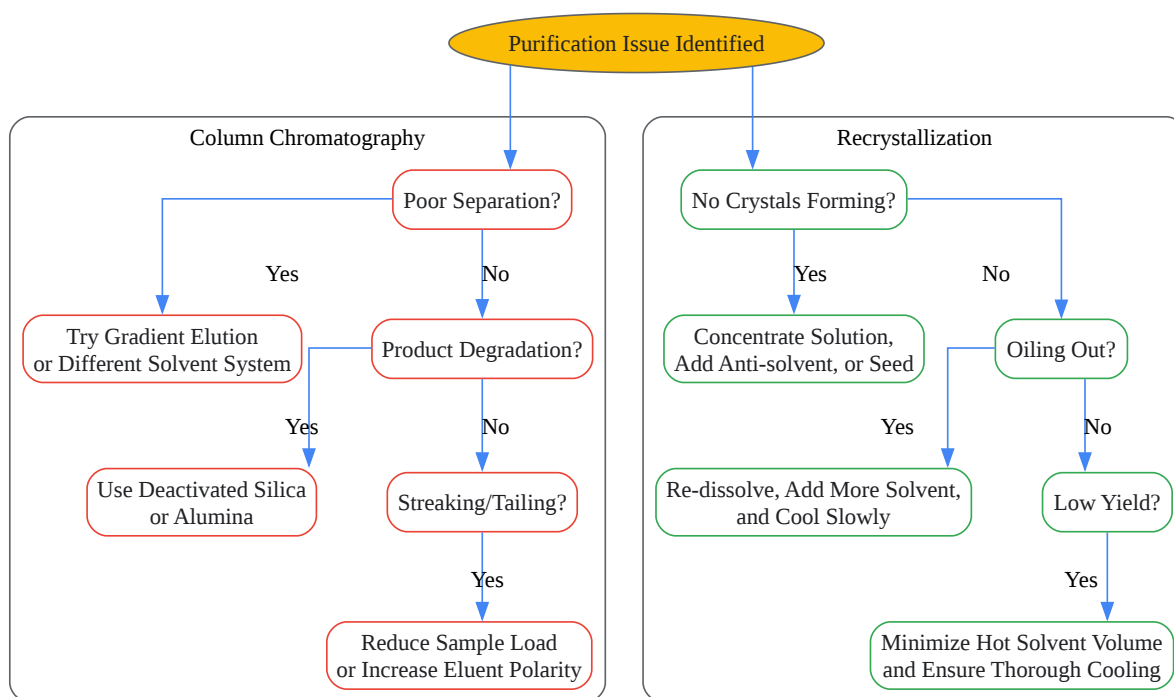 Purification Issue Identified
Column Chromatography
Poor Separation?
Yes
No
Try Gradient Elution
or Different Solvent System
Product Degradation?
Yes
No
Use Deactivated Silica
or Alumina
Streaking/Tailing?
Yes
Reduce Sample Load
or Increase Eluent Polarity
Recrystallization
No Crystals Forming?
Yes
No
Concentrate Solution,
Add Anti-solvent, or Seed
Oiling Out?
Yes
No
Re-dissolve, Add More Solvent,
and Cool Slowly
Low Yield?
Yes
Minimize Hot Solvent Volume
and Ensure Thorough Cooling